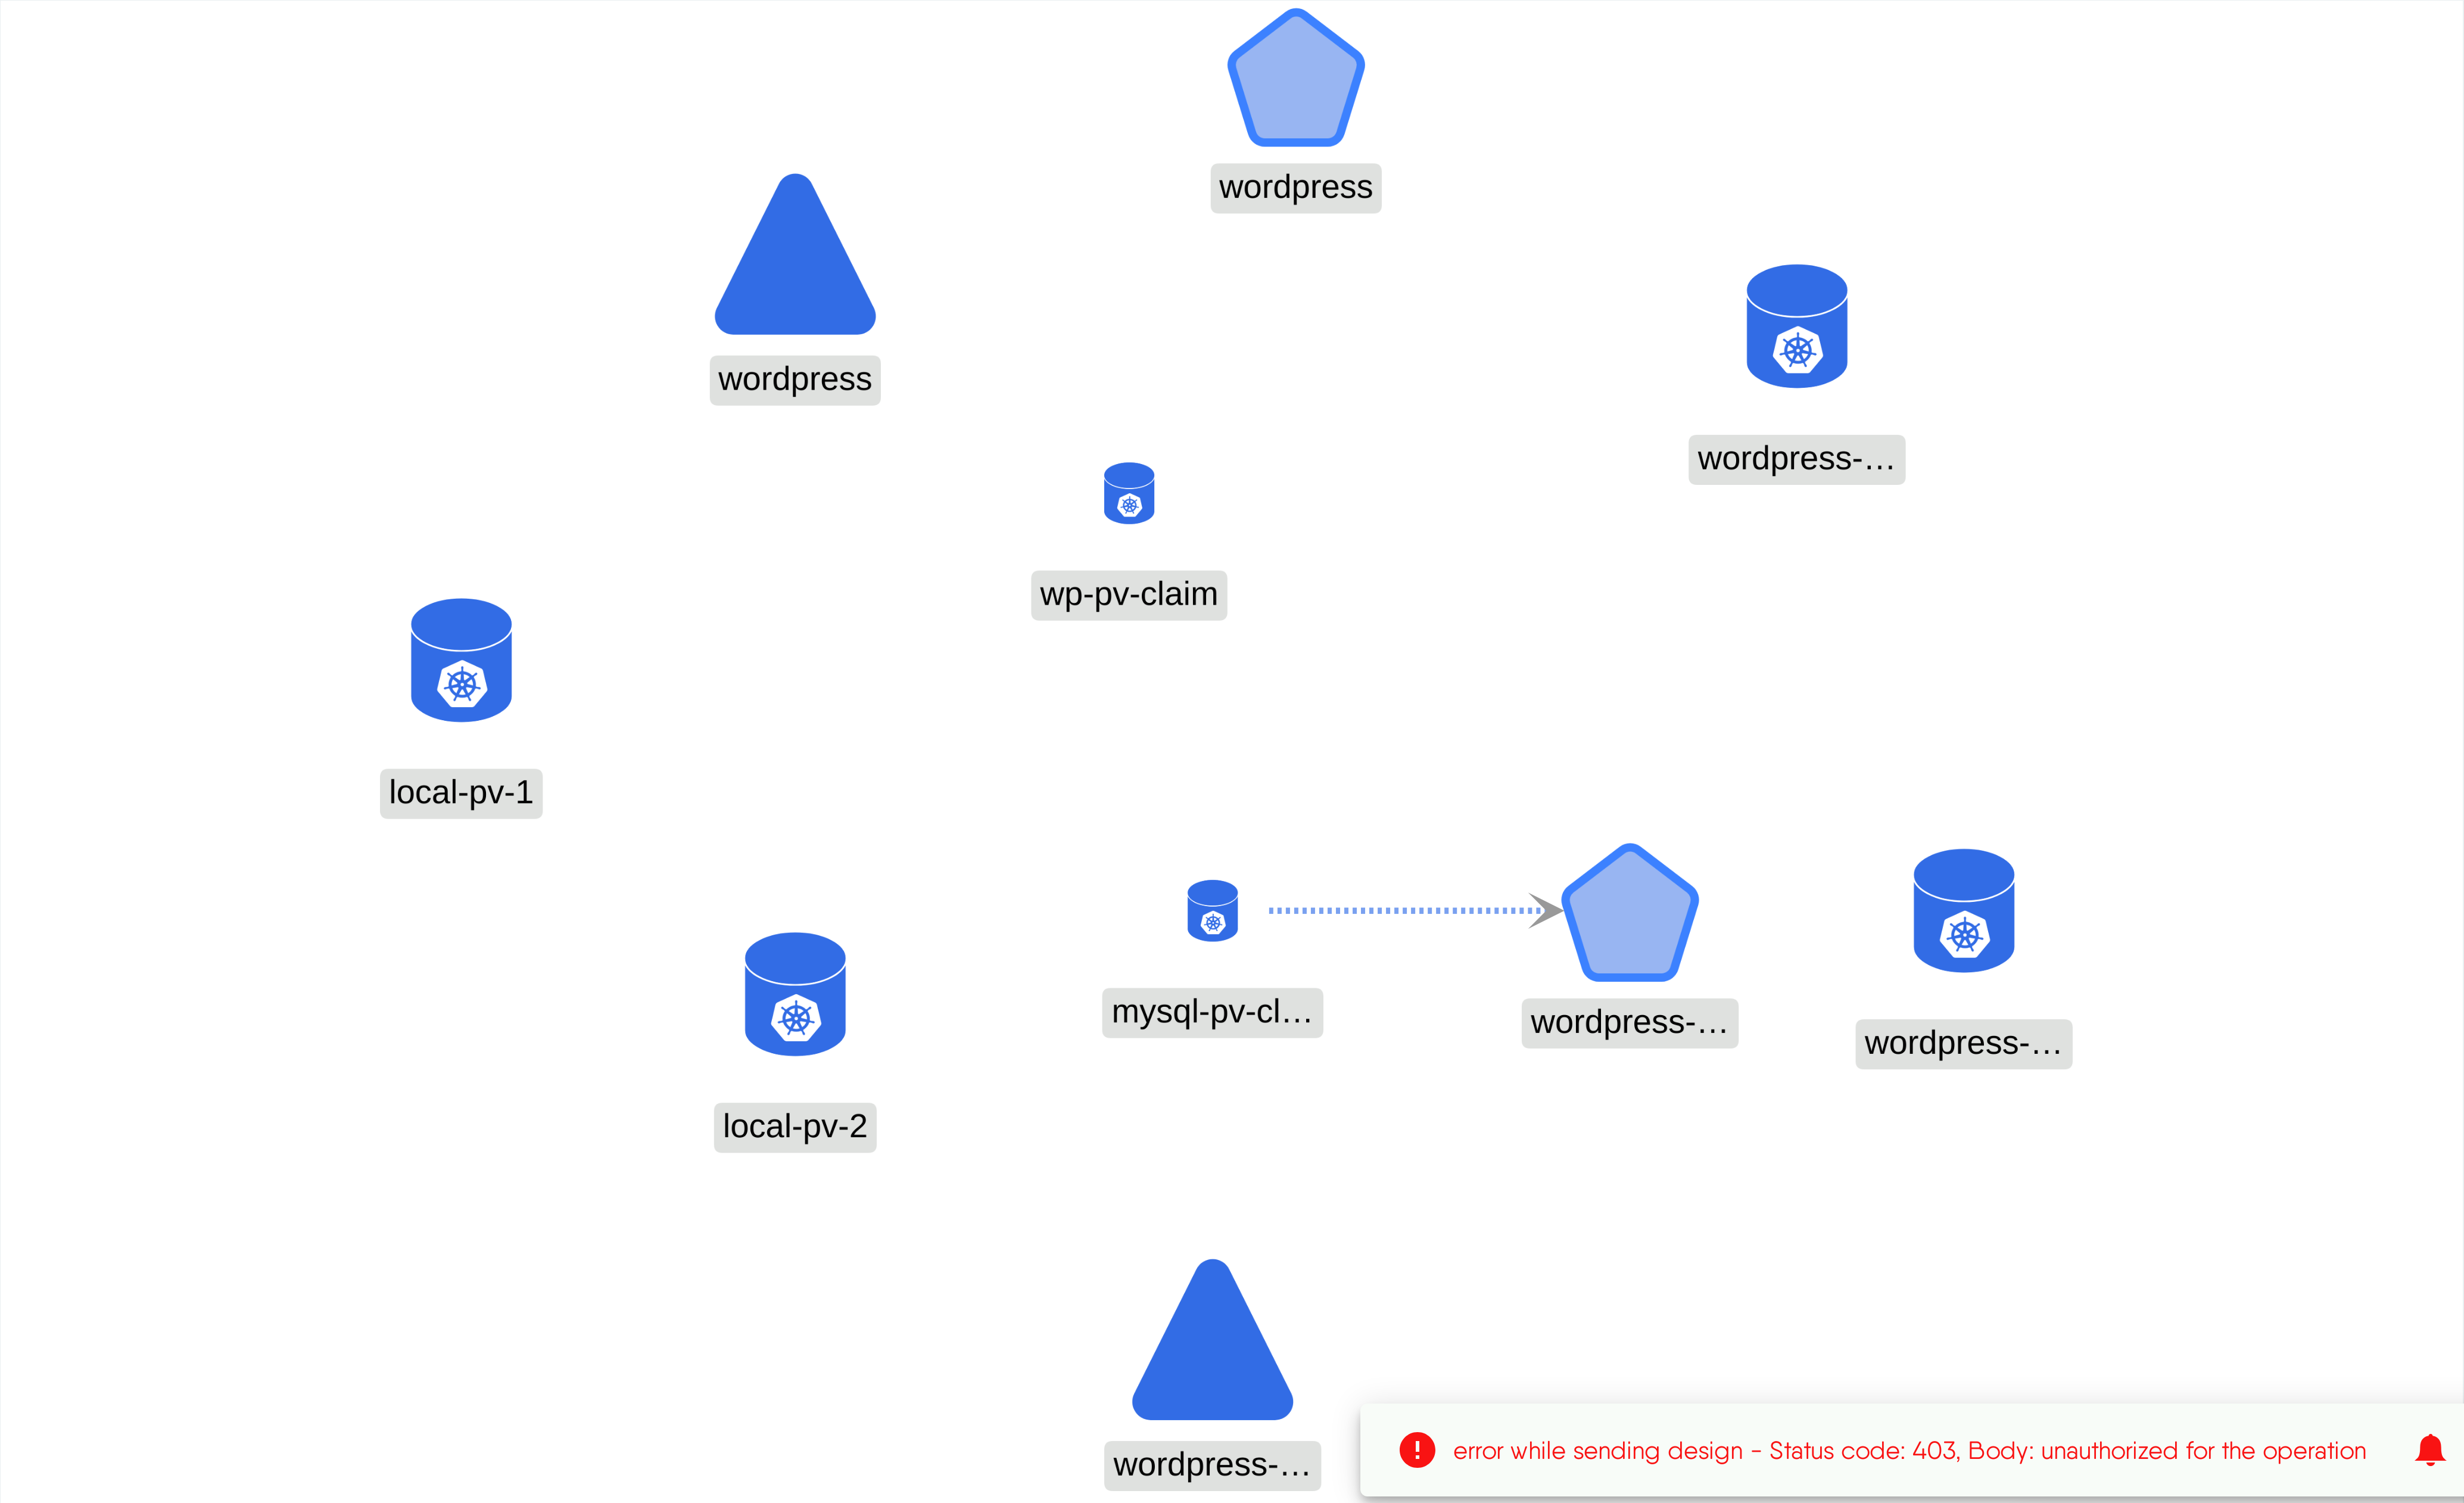 wordpress
wordpress
wordpress-...
wp-pv-claim
local-pv-1
mysql-pv-cl...
wordpress-...
wordpress-...
local-pv-2
wordpress-...
error while sending design - Status code: 403, Body: unauthorized for the operation